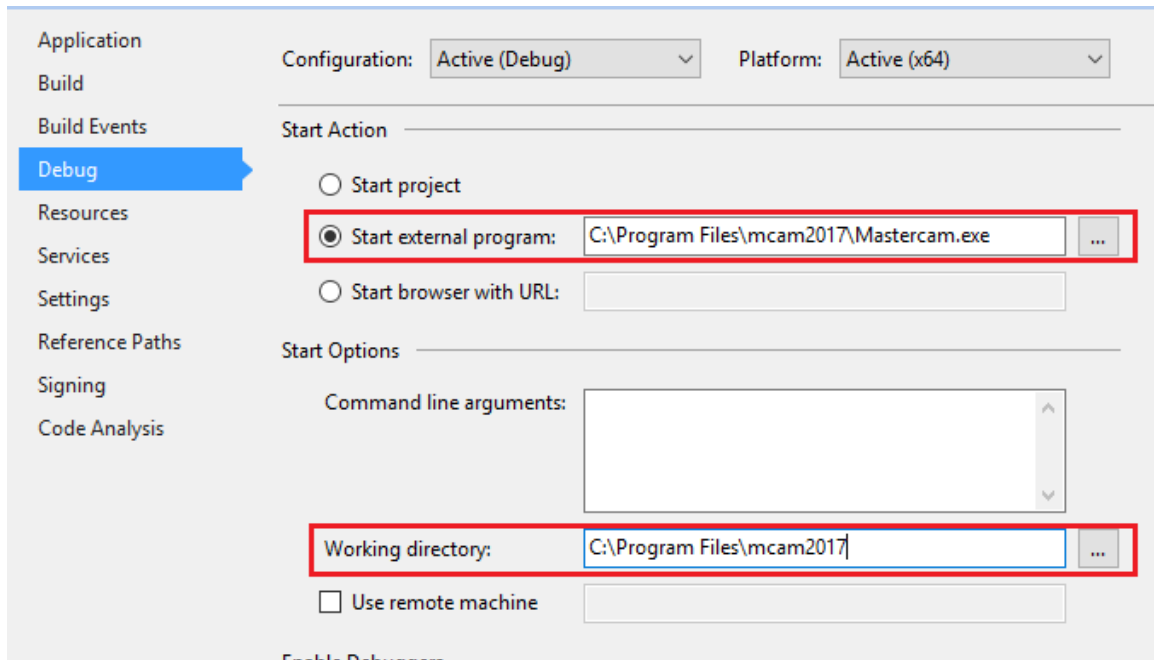 Application
Build
Build Events
Debug
Resources
Services
Settings
Reference Paths
Signing
Code Analysis
Configuration: Active (Debug) Platform: Active (x64)
Start Action
Start project
Start external program: C:\Program Files\mcam2017\Mastercam.exe ...
Start browser with URL:
Start Options
Command line arguments:
Working directory: C:\Program Files\mcam2017 ...
Use remote machine
Enable Debuggers